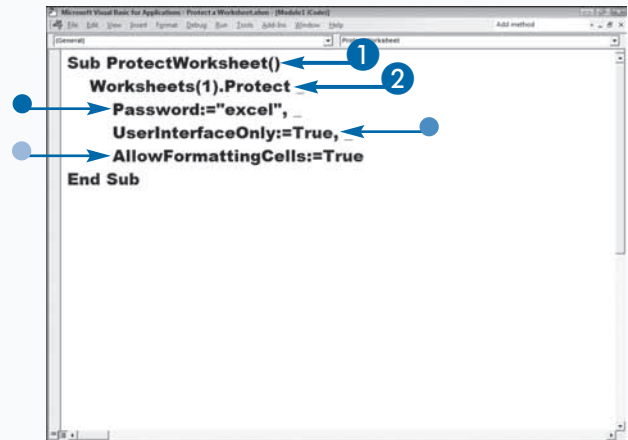 Microsoft Visual Basic for Applications - Protect a Worksheet.xlsm - [Module1 (Code)]
File Edit View Insert Format Debug Run Tools Add-Ins Window Help Add method
(General) ProtectWorksheet
Sub ProtectWorksheet() 1
Worksheets(1).Protect _ 2
Password:="excel", _
UserInterfaceOnly:=True, _
AllowFormattingCells:=True
End Sub